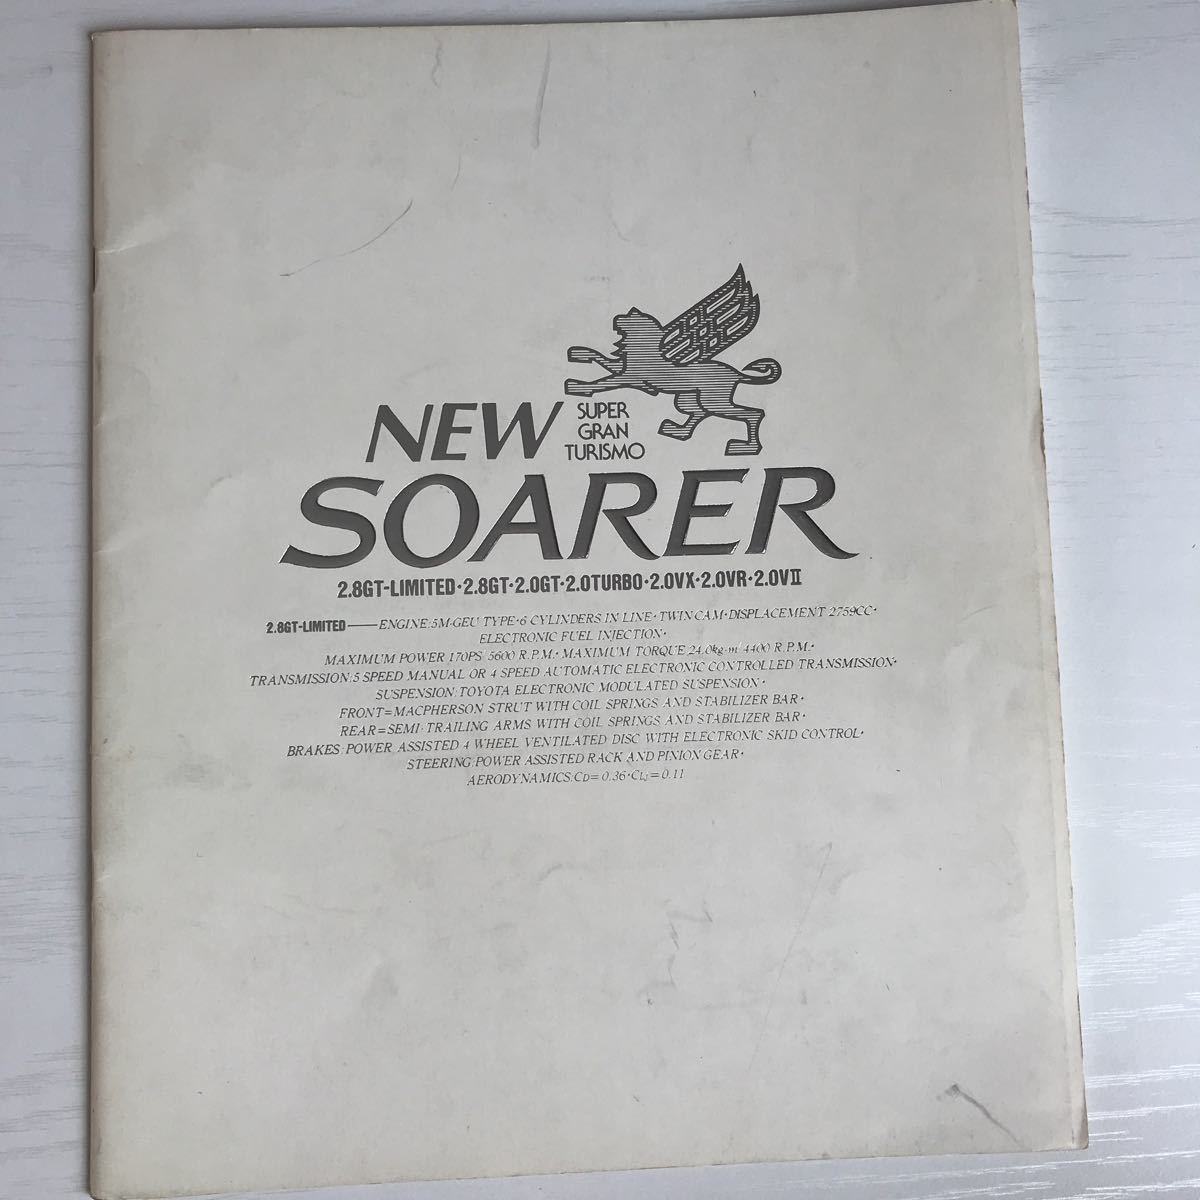 NEW
SUPER
GRAN
TURISMO
SOARER
2.8GT-LIMITED·2.8GT·2.0GT·2.0TURBO·2.0VX·2.0VR·2.0VII
2.8GT-LIMITED——ENGINE:5M-GEU TYPE·6 CYLINDERS IN LINE·TWIN CAM·DISPLACEMENT 2759CC·
ELECTRONIC FUEL INJECTION·
MAXIMUM POWER 170PS/5600 R.P.M.·MAXIMUM TORQUE 24.0kg-m/4400 R.P.M.·
TRANSMISSION:5 SPEED MANUAL OR 4 SPEED AUTOMATIC ELECTRONIC CONTROLLED TRANSMISSION·
SUSPENSION:TOYOTA ELECTRONIC MODULATED SUSPENSION·
FRONT=MACPHERSON STRUT WITH COIL SPRINGS AND STABILIZER BAR·
REAR=SEMI-TRAILING ARMS WITH COIL SPRINGS AND STABILIZER BAR·
BRAKES:POWER ASSISTED 4 WHEEL VENTILATED DISC WITH ELECTRONIC SKID CONTROL·
STEERING:POWER ASSISTED RACK AND PINION GEAR·
AERODYNAMICS:CD=0.36·CLf=0.11